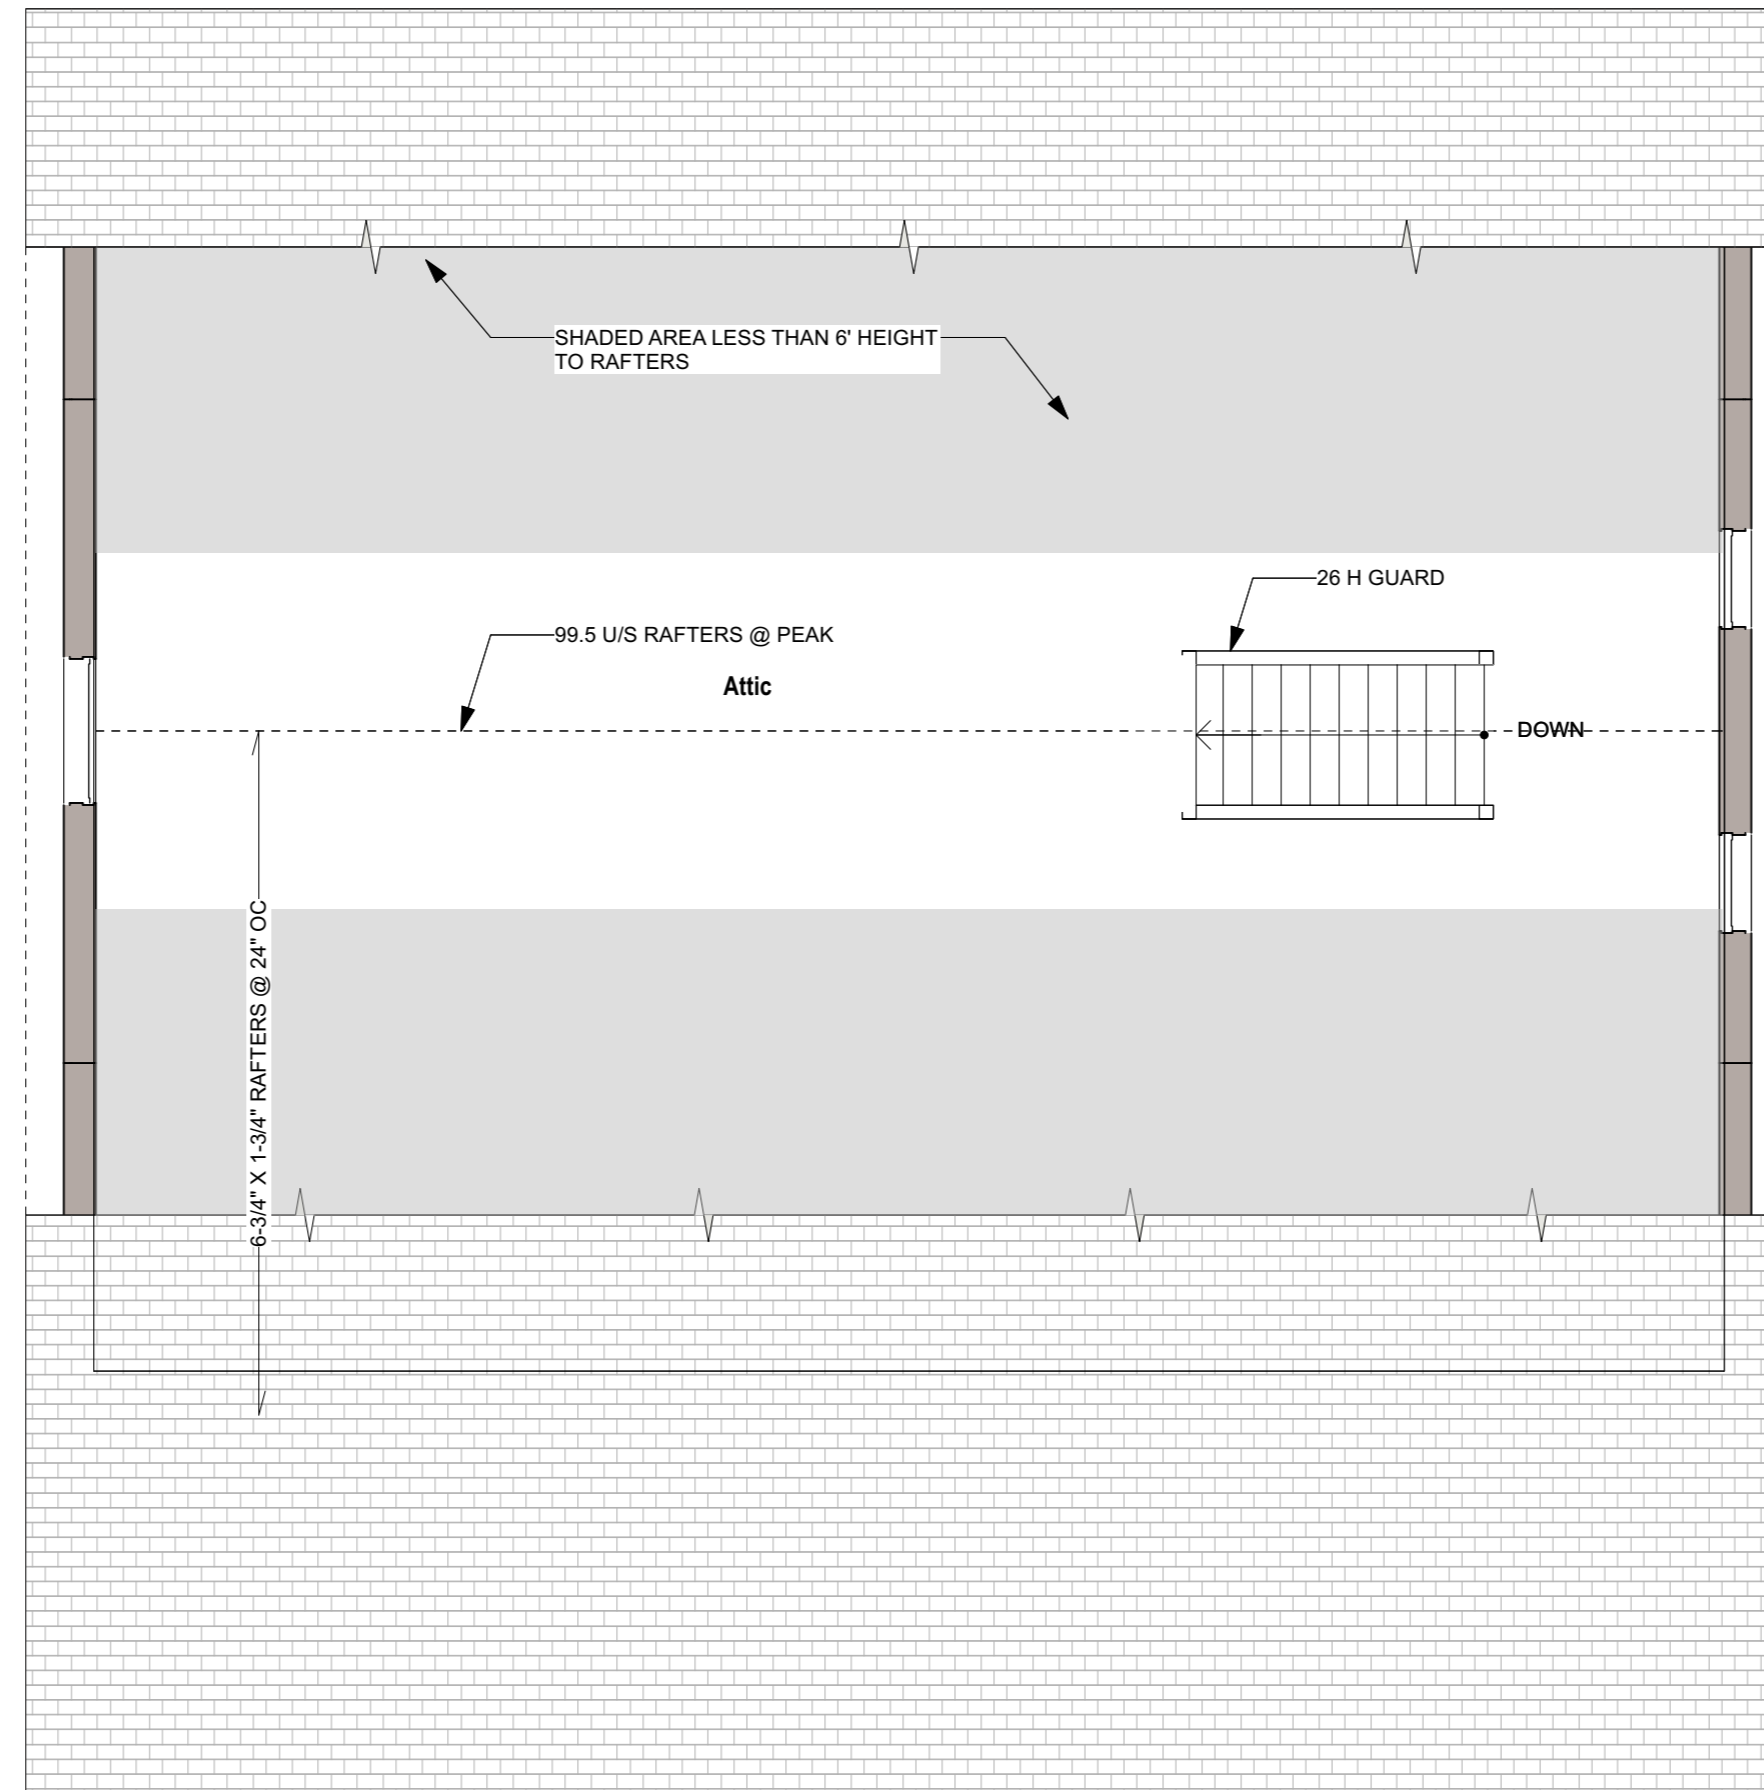 SHADED AREA LESS THAN 6' HEIGHT
TO RAFTERS
26 H GUARD
99.5 U/S RAFTERS @ PEAK
Attic
DOWN
6-3/4" X 1-3/4" RAFTERS @ 24" OC